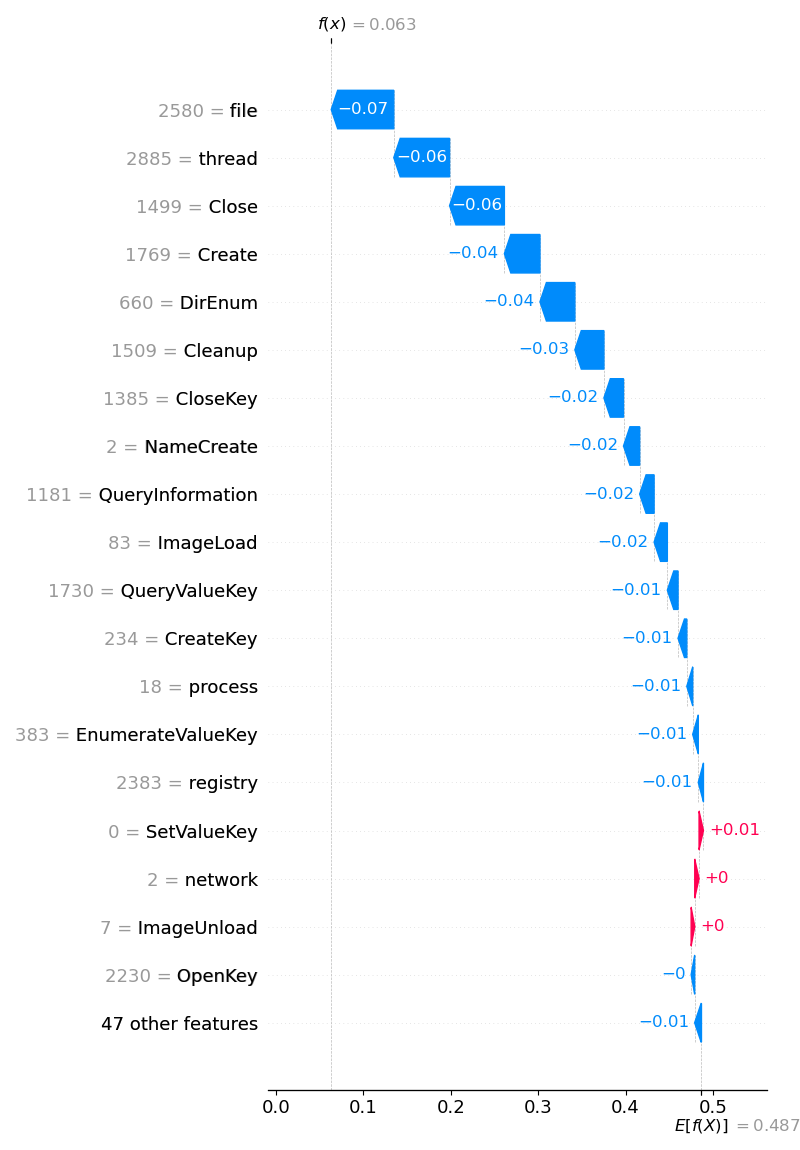 f(x) = 0.063
2580 = file −0.07
2885 = thread −0.06
1499 = Close −0.06
1769 = Create −0.04
660 = DirEnum −0.04
1509 = Cleanup −0.03
1385 = CloseKey −0.02
2 = NameCreate −0.02
1181 = QueryInformation −0.02
83 = ImageLoad −0.02
1730 = QueryValueKey −0.01
234 = CreateKey −0.01
18 = process −0.01
383 = EnumerateValueKey −0.01
2383 = registry −0.01
0 = SetValueKey +0.01
2 = network +0
7 = ImageUnload +0
2230 = OpenKey −0
47 other features −0.01
0.0 0.1 0.2 0.3 0.4 0.5
E[f(X)] = 0.487